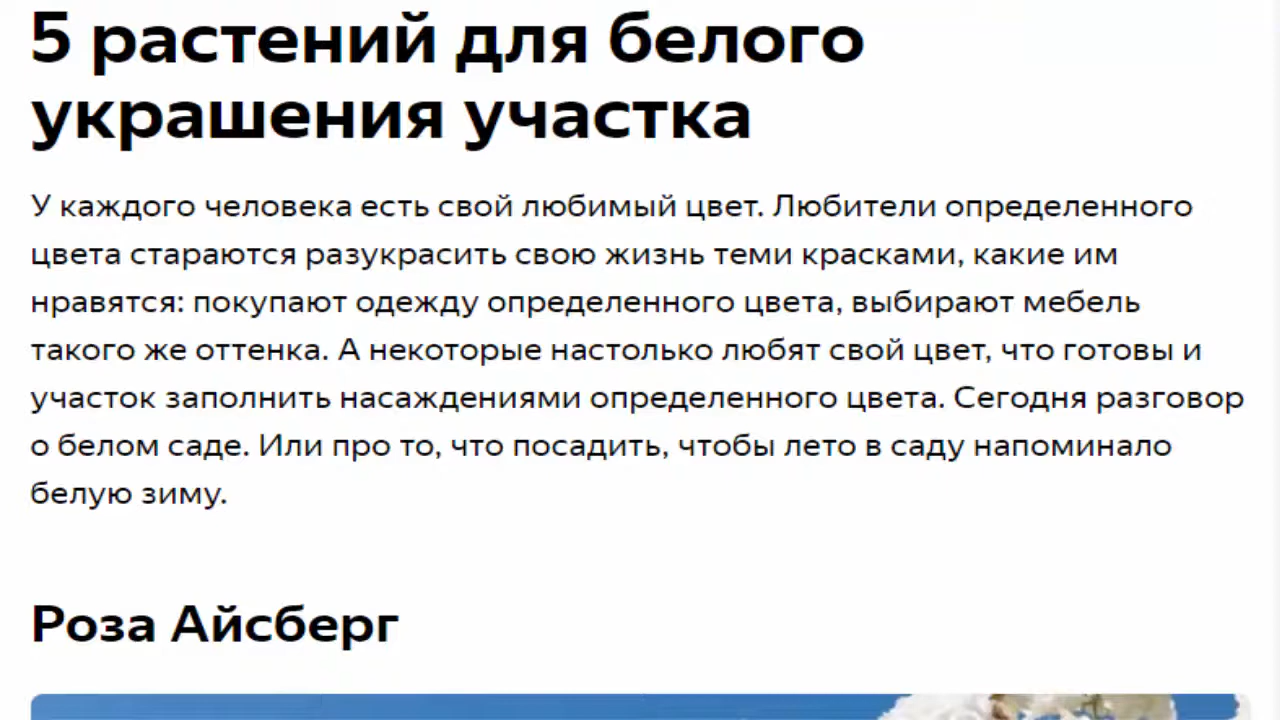 5 растений для белого
украшения участка
У каждого человека есть свой любимый цвет. Любители определенного
цвета стараются разукрасить свою жизнь теми красками, какие им
нравятся: покупают одежду определенного цвета, выбирают мебель
такого же оттенка. А некоторые настолько любят свой цвет, что готовы и
участок заполнить насаждениями определенного цвета. Сегодня разговор
о белом саде. Или про то, что посадить, чтобы лето в саду напоминало
белую зиму.
Роза Айсберг